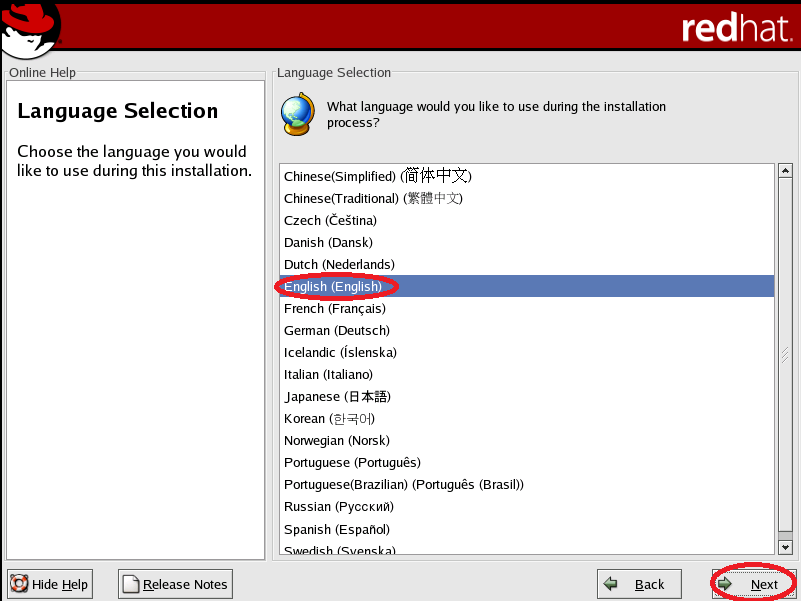 redhat.
Online Help
Language Selection
Choose the language you would
like to use during this installation.
Language Selection
What language would you like to use during the installation
process?
Chinese(Simplified) (简体中文)
Chinese(Traditional) (繁體中文)
Czech (Čeština)
Danish (Dansk)
Dutch (Nederlands)
English (English)
French (Français)
German (Deutsch)
Icelandic (Íslenska)
Italian (Italiano)
Japanese (日本語)
Korean (한국어)
Norwegian (Norsk)
Portuguese (Português)
Portuguese(Brazilian) (Português (Brasil))
Russian (Русский)
Spanish (Español)
Swedish (Svenska)
Hide Help
Release Notes
Back
Next